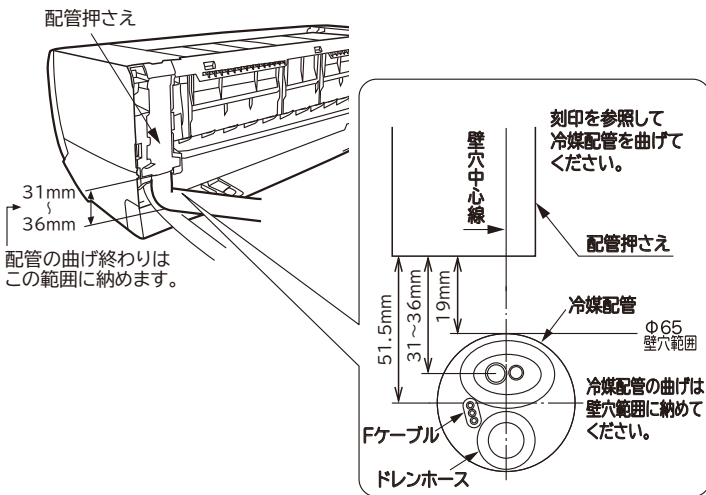 配管押さえ
31mm
〜
36mm
配管の曲げ終わりは
この範囲に納めます。
刻印を参照して
冷媒配管を曲げて
ください。
壁穴中心線
配管押さえ
51.5mm
31〜36mm
19mm
冷媒配管
Φ65
壁穴範囲
冷媒配管の曲げは
壁穴範囲に納めて
ください。
Fケーブル
ドレンホース